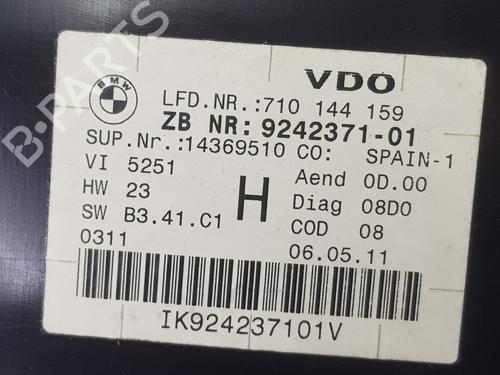 B-PARTS
BMW
VDO
LFD.NR.:710 144 159
ZB NR: 9242371-01
SUP.Nr.:14369510 CO: SPAIN-1
VI 5251
Aend 0D.00
HW 23
H
Diag 08D0
SW B3.41.C1
COD 08
0311
06.05.11
IK924237101V